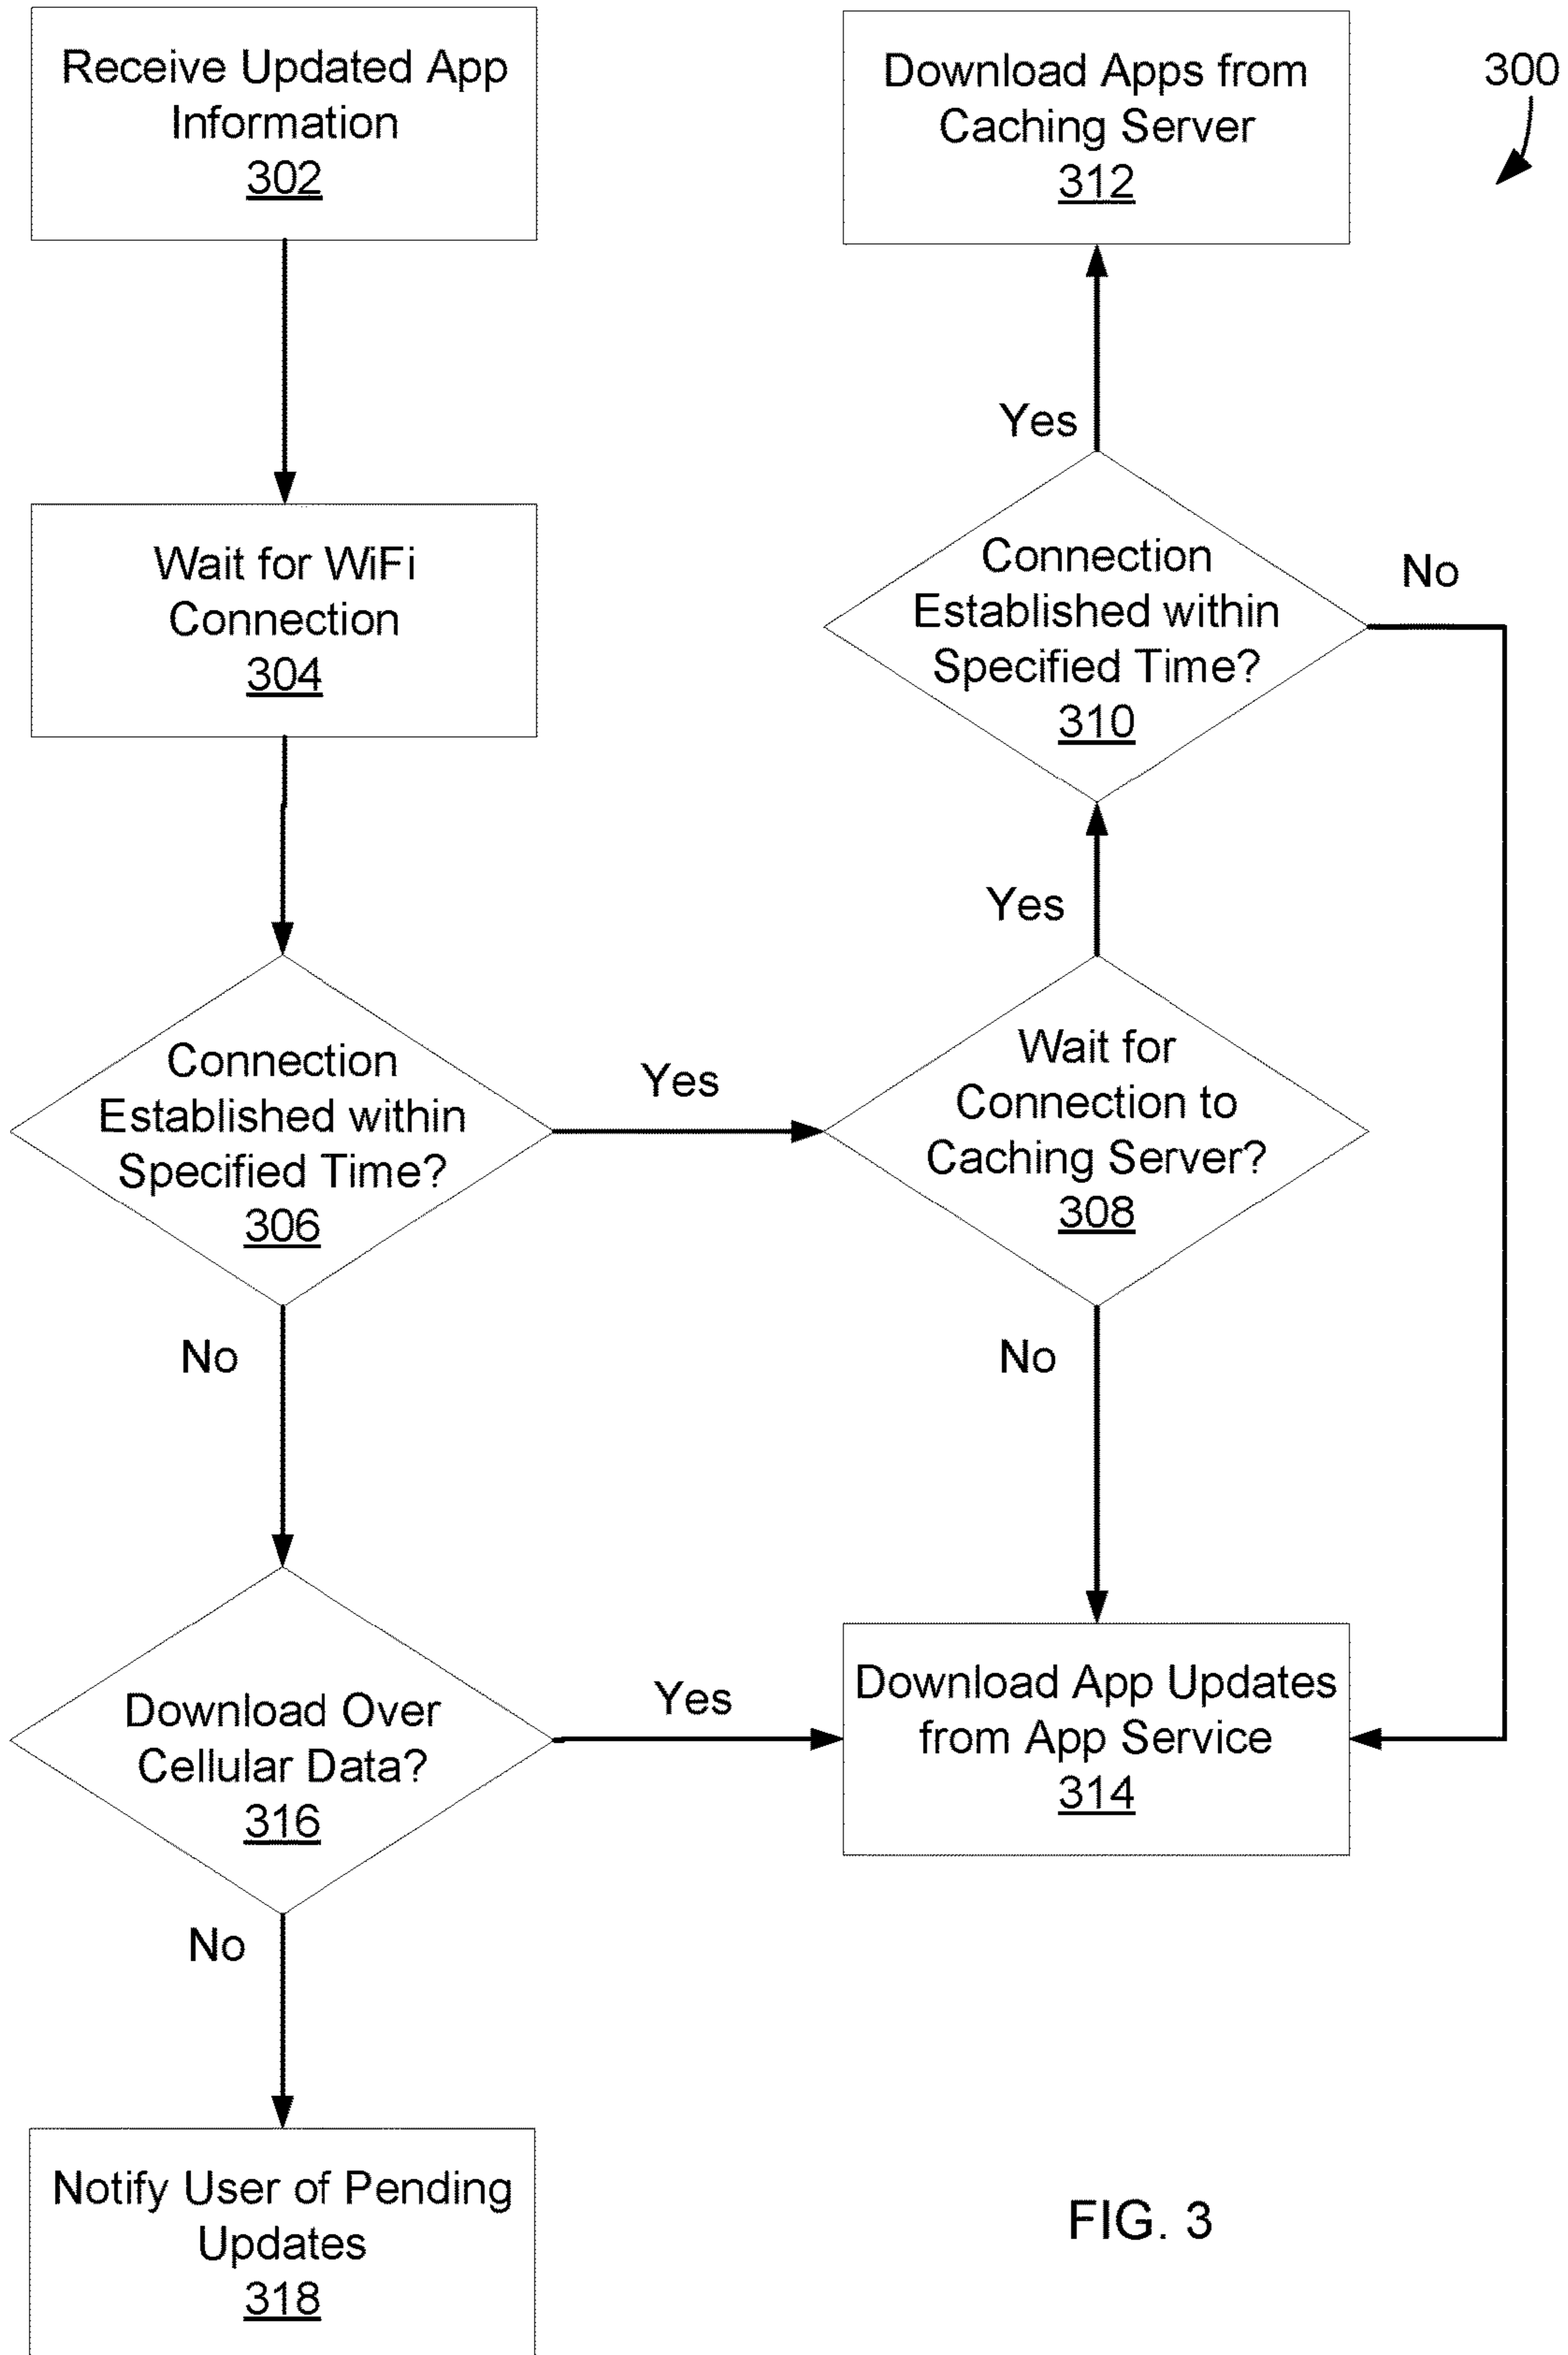 Receive Updated App
Information
302
Download Apps from
Caching Server
312
300
Wait for WiFi
Connection
304
Yes
Connection
Established within
Specified Time?
310
No
Yes
Connection
Established within
Specified Time?
306
Yes
Wait for
Connection to
Caching Server?
308
No
No
Download Over
Cellular Data?
316
Yes
Download App Updates
from App Service
314
No
Notify User of Pending
Updates
318
FIG. 3